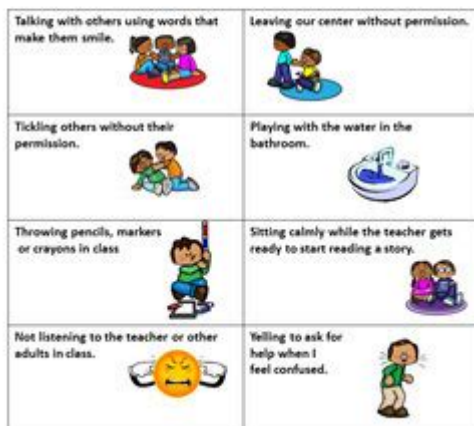 Talking with others using words that
make them smile.
Leaving our center without permission.
Tickling others without their
permission.
Playing with the water in the
bathroom.
Throwing pencils, markers
or crayons in class
Sitting calmly while the teacher gets
ready to start reading a story.
Not listening to the teacher or other
adults in class.
Yelling to ask for
help when I
feel confused.